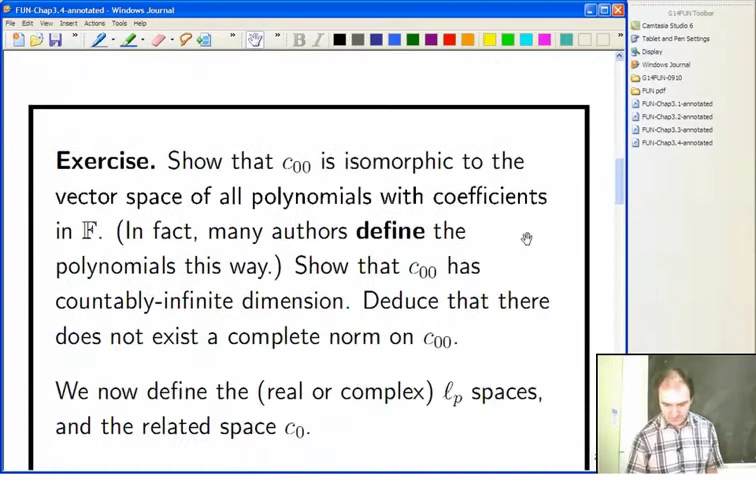 FUN-Chap3.4-annotated - Windows Journal
File Edit View Insert Actions Tools Help
G14FUN Toolbar
Camtasia Studio 6
Tablet and Pen Settings
Display
Windows Journal
G14FUN-0910
FUN pdf
FUN-Chap3.1-annotated
FUN-Chap3.2-annotated
FUN-Chap3.3-annotated
FUN-Chap3.4-annotated
Exercise. Show that c₀₀ is isomorphic to the
vector space of all polynomials with coefficients
in 𝔽. (In fact, many authors define the
polynomials this way.) Show that c₀₀ has
countably-infinite dimension. Deduce that there
does not exist a complete norm on c₀₀.
We now define the (real or complex) ℓₚ spaces,
and the related space c₀.